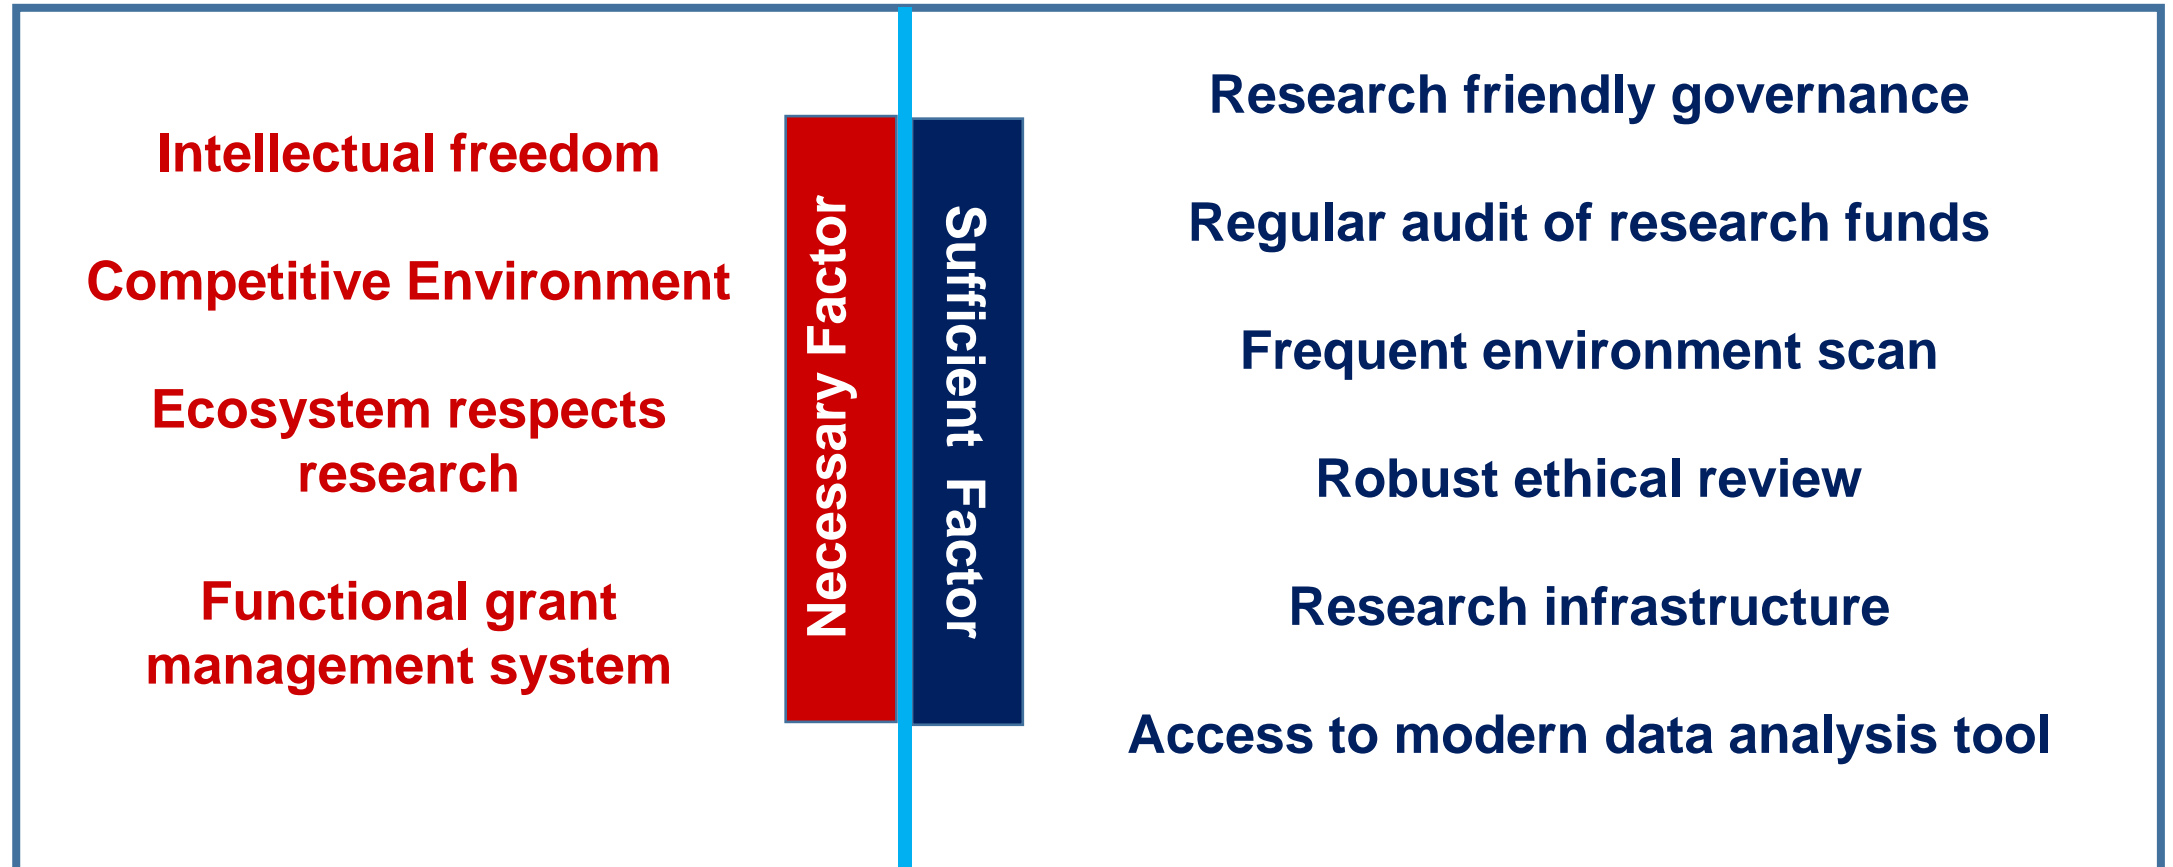 Intellectual freedom
Competitive Environment
Ecosystem respects
research
Functional grant
management system
Necessary Factor
Sufficient Factor
Research friendly governance
Regular audit of research funds
Frequent environment scan
Robust ethical review
Research infrastructure
Access to modern data analysis tool